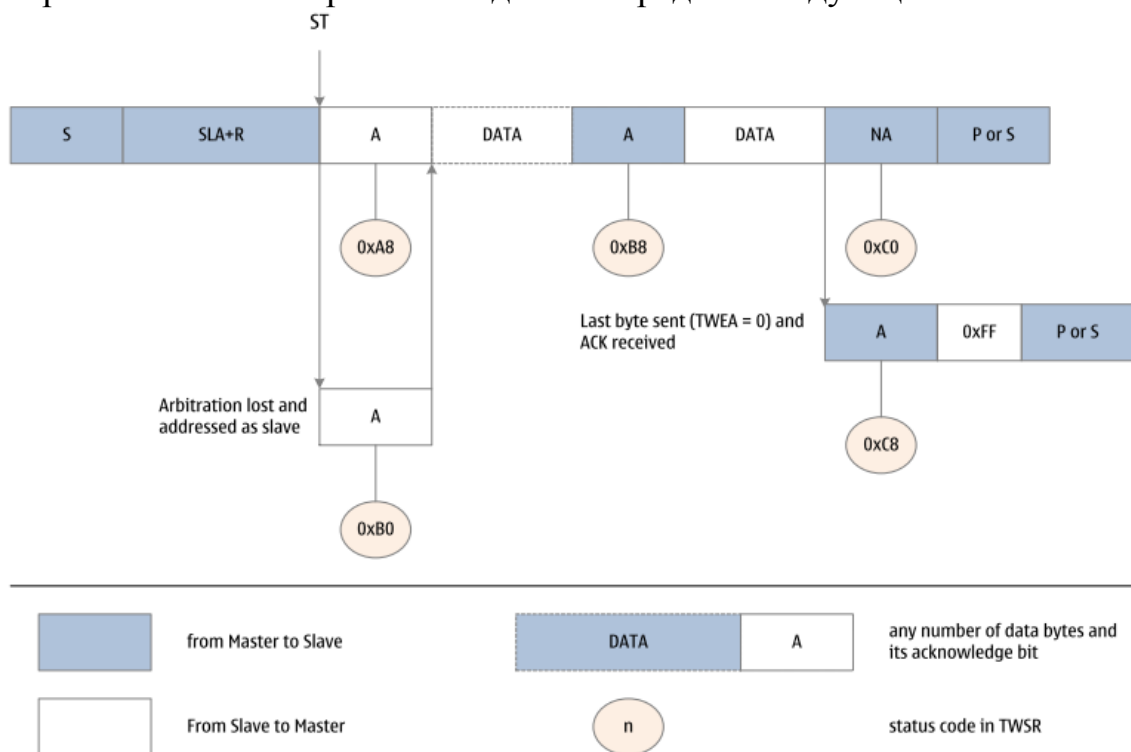 ST
S
SLA+R
A
DATA
A
DATA
NA
P or S
0xA8
0xB8
0xC0
Last byte sent (TWEA = 0) and
ACK received
A
0xFF
P or S
Arbitration lost and
addressed as slave
A
0xC8
0xB0
from Master to Slave
DATA
A
any number of data bytes and
its acknowledge bit
From Slave to Master
n
status code in TWSR